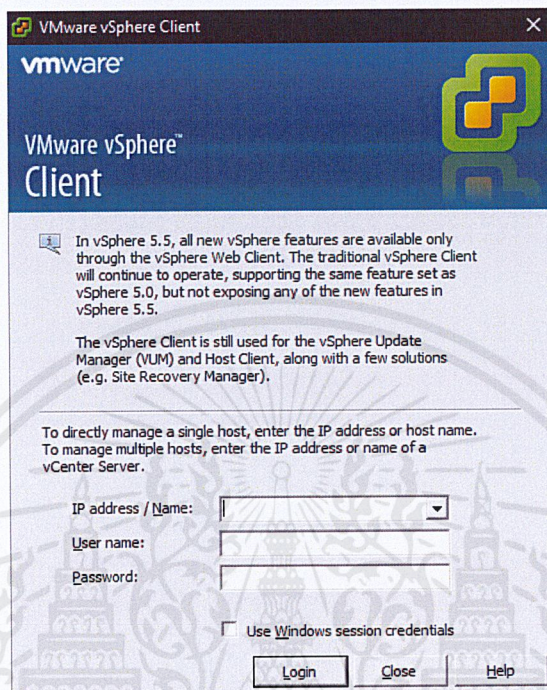 VMware vSphere Client
vmware
VMware vSphere™
Client
In vSphere 5.5, all new vSphere features are available only
through the vSphere Web Client. The traditional vSphere Client
will continue to operate, supporting the same feature set as
vSphere 5.0, but not exposing any of the new features in
vSphere 5.5.
The vSphere Client is still used for the vSphere Update
Manager (VUM) and Host Client, along with a few solutions
(e.g. Site Recovery Manager).
To directly manage a single host, enter the IP address or host name.
To manage multiple hosts, enter the IP address or name of a
vCenter Server.
IP address / Name:
User name:
Password:
Use Windows session credentials
Login Close Help